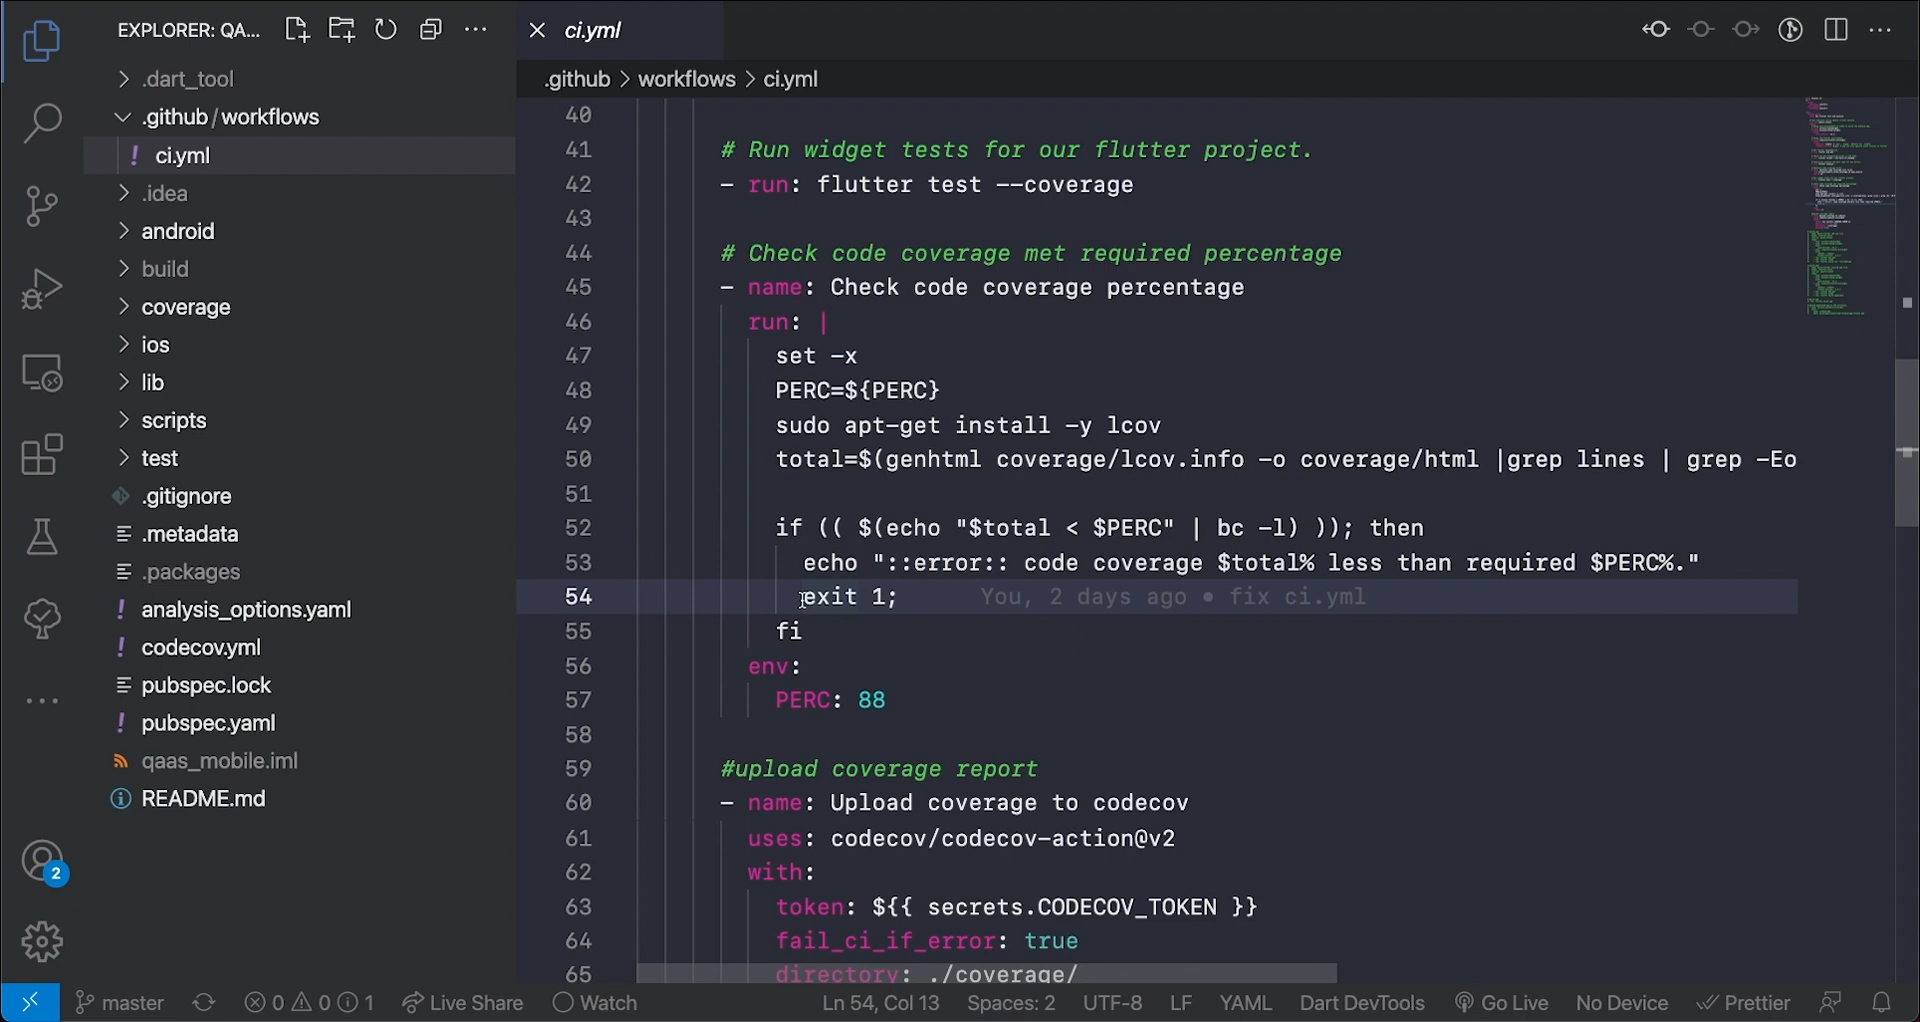 EXPLORER: QA...
.dart_tool
.github / workflows
ci.yml
.idea
android
build
coverage
ios
lib
scripts
test
.gitignore
.metadata
.packages
analysis_options.yaml
codecov.yml
pubspec.lock
pubspec.yaml
qaas_mobile.iml
README.md
2
ci.yml
.github > workflows > ci.yml
40
41 # Run widget tests for our flutter project.
42 - run: flutter test --coverage
43
44 # Check code coverage met required percentage
45 - name: Check code coverage percentage
46 run: |
47 set -x
48 PERC=${PERC}
49 sudo apt-get install -y lcov
50 total=$(genhtml coverage/lcov.info -o coverage/html |grep lines | grep -Eo
51
52 if (( $(echo "$total < $PERC" | bc -l) )); then
53 echo "::error:: code coverage $total% less than required $PERC%."
54 exit 1; You, 2 days ago • fix ci.yml
55 fi
56 env:
57 PERC: 88
58
59 #upload coverage report
60 - name: Upload coverage to codecov
61 uses: codecov/codecov-action@v2
62 with:
63 token: ${{ secrets.CODECOV_TOKEN }}
64 fail_ci_if_error: true
65 directory: ./coverage/
master 0 0 1 Live Share Watch Ln 54, Col 13 Spaces: 2 UTF-8 LF YAML Dart DevTools Go Live No Device Prettier